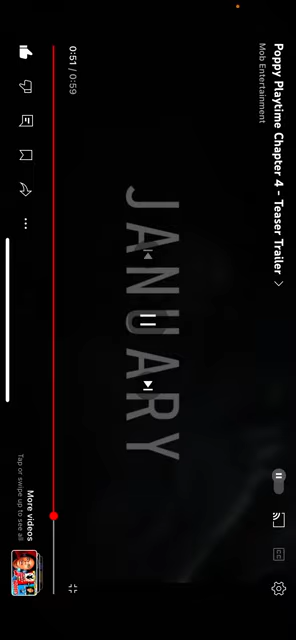 Poppy Playtime Chapter 4 - Teaser Trailer
Mob Entertainment
JANUARY
0:51 / 0:59
More videos
Tap or swipe up to see all